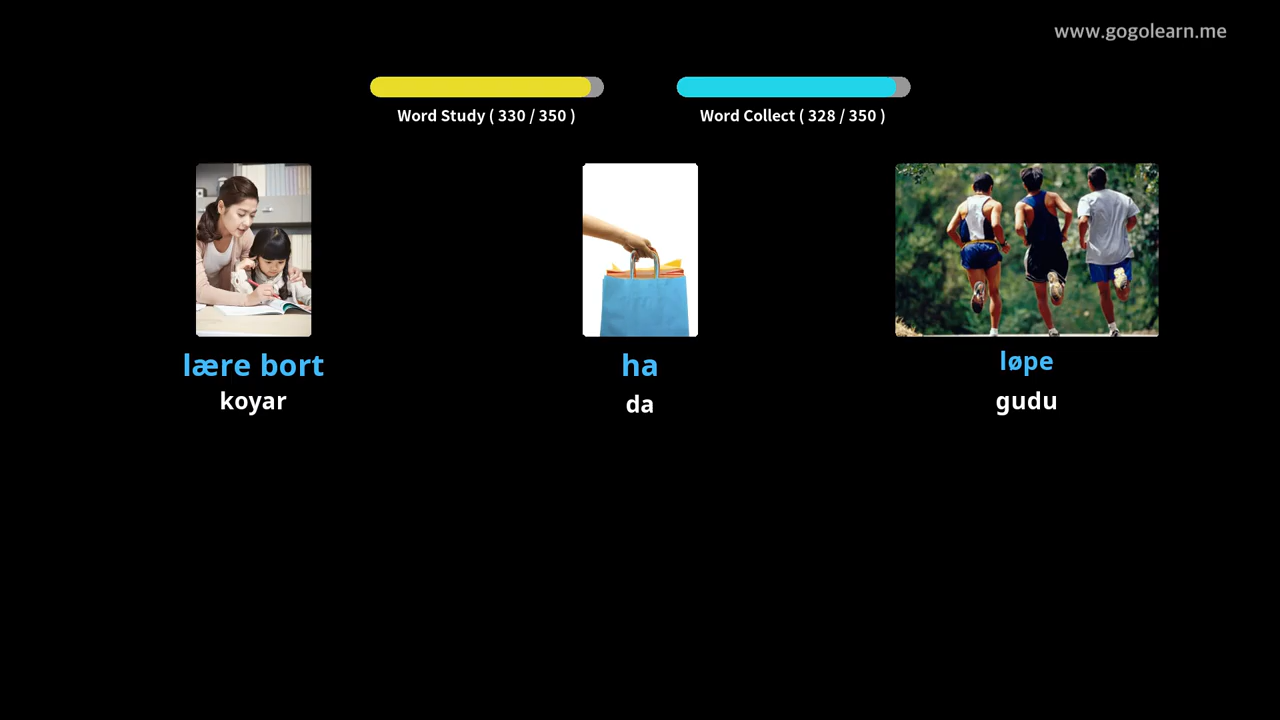 www.gogolearn.me
Word Study ( 330 / 350 )
Word Collect ( 328 / 350 )
lære bort
koyar
ha
da
løpe
gudu